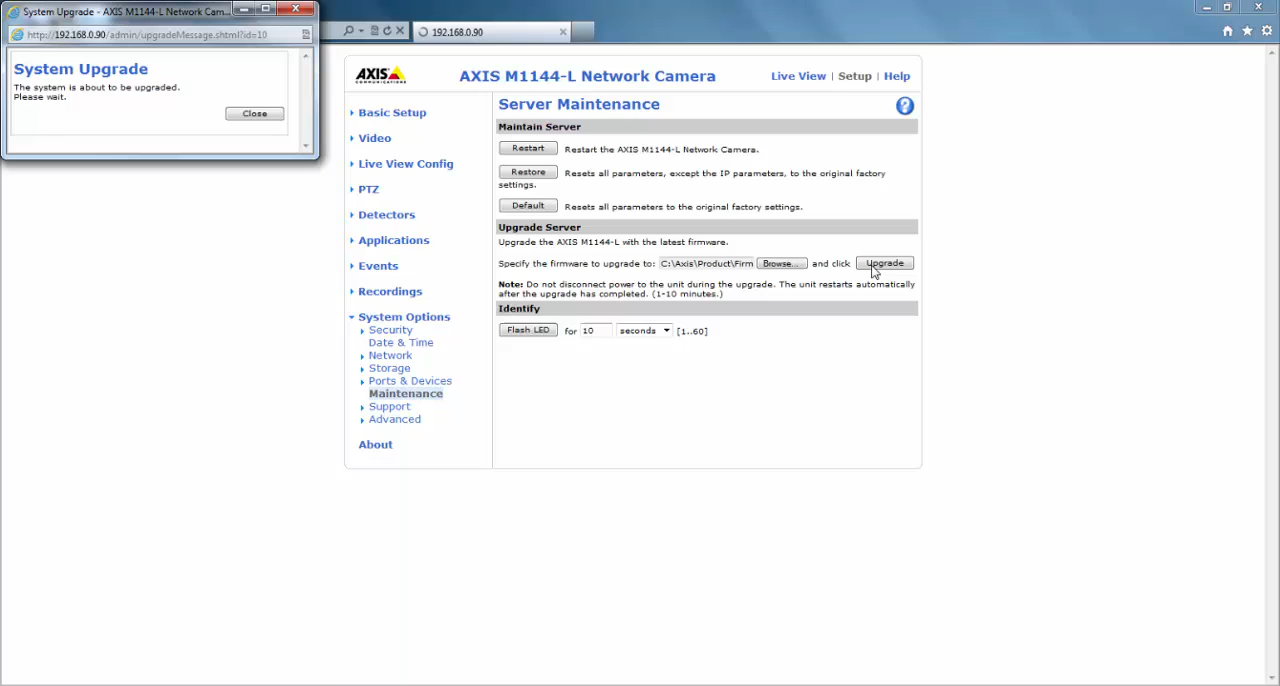 System Upgrade - AXIS M1144-L Network Cam...
http://192.168.0.90/admin/upgradeMessage.shtml?id=10
System Upgrade
The system is about to be upgraded.
Please wait.
Close
192.168.0.90
AXIS
COMMUNICATIONS
AXIS M1144-L Network Camera
Live View | Setup | Help
Basic Setup
Video
Live View Config
PTZ
Detectors
Applications
Events
Recordings
System Options
Security
Date & Time
Network
Storage
Ports & Devices
Maintenance
Support
Advanced
About
Server Maintenance
?
Maintain Server
Restart Restart the AXIS M1144-L Network Camera.
Restore Resets all parameters, except the IP parameters, to the original factory
settings.
Default Resets all parameters to the original factory settings.
Upgrade Server
Upgrade the AXIS M1144-L with the latest firmware.
Specify the firmware to upgrade to: C:\Axis\Product\Firm Browse... and click Upgrade
Note: Do not disconnect power to the unit during the upgrade. The unit restarts automatically
after the upgrade has completed. (1-10 minutes.)
Identify
Flash LED for 10 seconds [1..60]